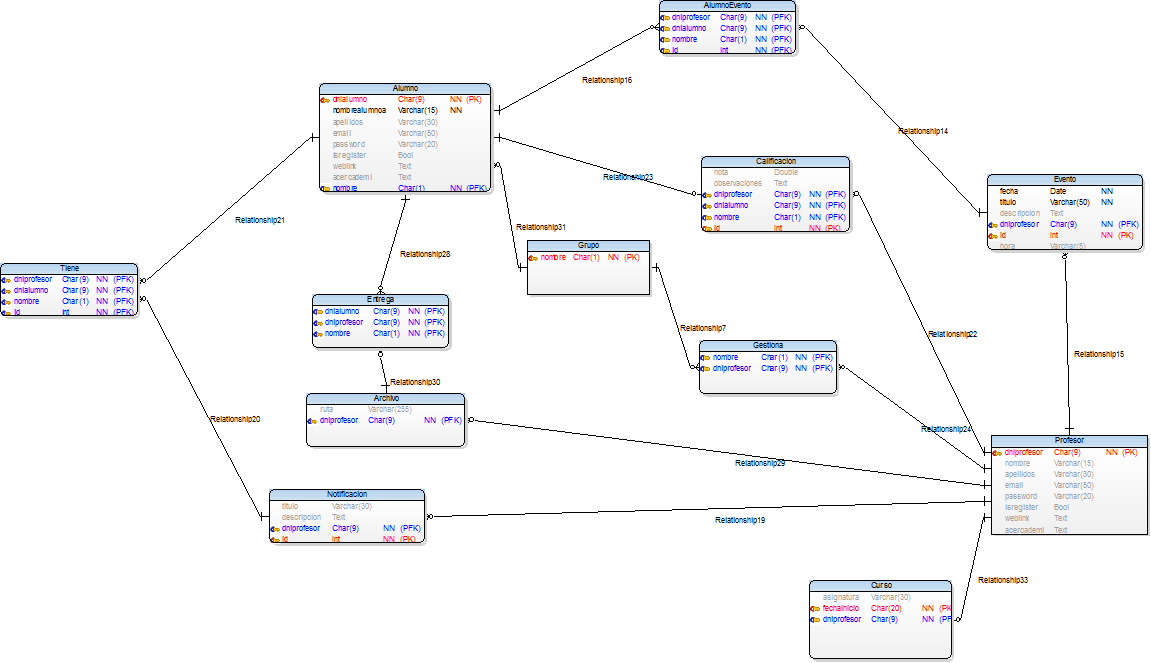 AlumnoEvento
dniprofesor Char(9) NN (PFK)
dnialumno Char(9) NN (PFK)
nombre Char(1) NN (PFK)
id Int NN (PFK)
Relationship16
Alumno
dnialumno Char(9) NN (PK)
nombrealumnoa Varchar(15) NN
apellidos Varchar(30)
email Varchar(50)
password Varchar(20)
isregister Bool
weblink Text
acercademi Text
nombre Char(1) NN (PFK)
Relationship14
Relationship23
Calificacion
nota Double
observaciones Text
dniprofesor Char(9) NN (PFK)
dnialumno Char(9) NN (PFK)
nombre Char(1) NN (PFK)
id Int NN (PK)
Evento
fecha Date NN
titulo Varchar(50) NN
descripcion Text
dniprofesor Char(9) NN (PFK)
id Int NN (PK)
hora Varchar(5)
Relationship21
Relationship31
Relationship28
Grupo
nombre Char(1) NN (PK)
Tiene
dniprofesor Char(9) NN (PFK)
dnialumno Char(9) NN (PFK)
nombre Char(1) NN (PFK)
id Int NN (PFK)
Entrega
dnialumno Char(9) NN (PFK)
dniprofesor Char(9) NN (PFK)
nombre Char(1) NN (PFK)
Relationship7
Relationship22
Gestiona
nombre Char(1) NN (PFK)
dniprofesor Char(9) NN (PFK)
Relationship15
Relationship30
Archivo
ruta Varchar(255)
dniprofesor Char(9) NN (PFK)
Relationship20
Relationship24
Relationship29
Profesor
dniprofesor Char(9) NN (PK)
nombre Varchar(15)
apellidos Varchar(30)
email Varchar(50)
password Varchar(20)
isregister Bool
weblink Text
acercademi Text
Notificacion
titulo Varchar(30)
descripcion Text
dniprofesor Char(9) NN (PFK)
id Int NN (PK)
Relationship19
Relationship33
Curso
asignatura Varchar(30)
fechainicio Char(20) NN (PK
dniprofesor Char(9) NN (PF